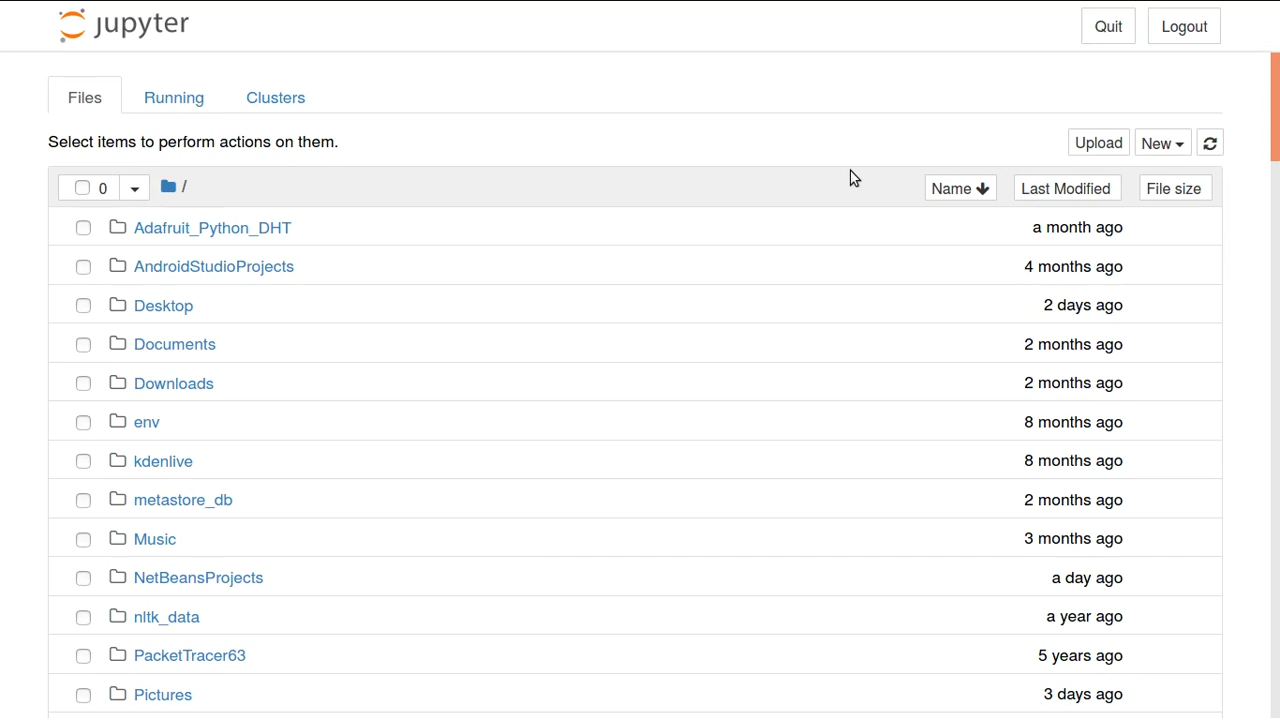 jupyter
Quit Logout
Files Running Clusters
Select items to perform actions on them.
Upload New
0 / Name Last Modified File size
Adafruit_Python_DHT a month ago
AndroidStudioProjects 4 months ago
Desktop 2 days ago
Documents 2 months ago
Downloads 2 months ago
env 8 months ago
kdenlive 8 months ago
metastore_db 2 months ago
Music 3 months ago
NetBeansProjects a day ago
nltk_data a year ago
PacketTracer63 5 years ago
Pictures 3 days ago